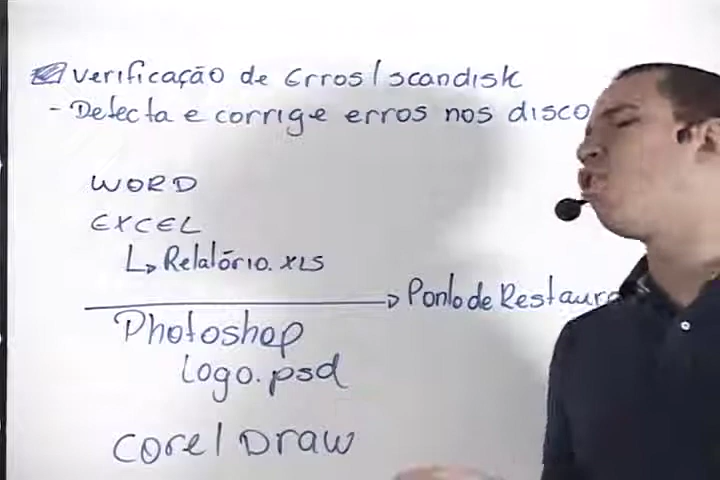 verificação de Erros/scandisk
- Detecta e corrige erros nos disco
WORD
EXCEL
Relatório.XLS
Ponto de Restaura
Photoshop
logo.psd
Corel Draw